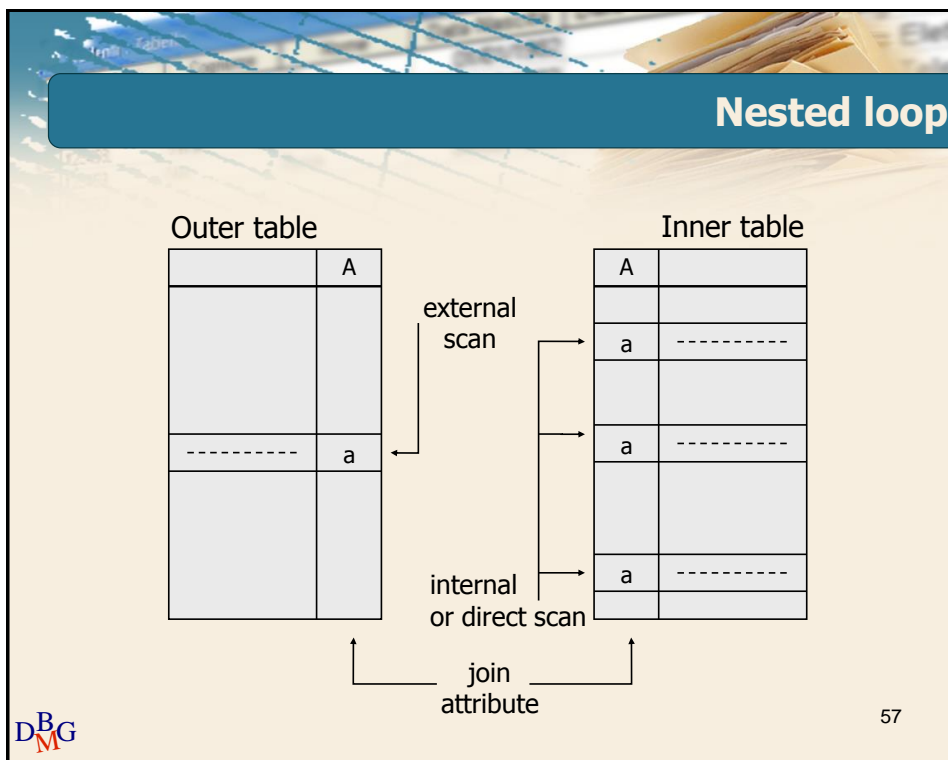 Nested loop
Outer table
Inner table
A
A
external
scan
a ----------
---------- a
a ----------
a ----------
internal
or direct scan
join
attribute
DBMG
57